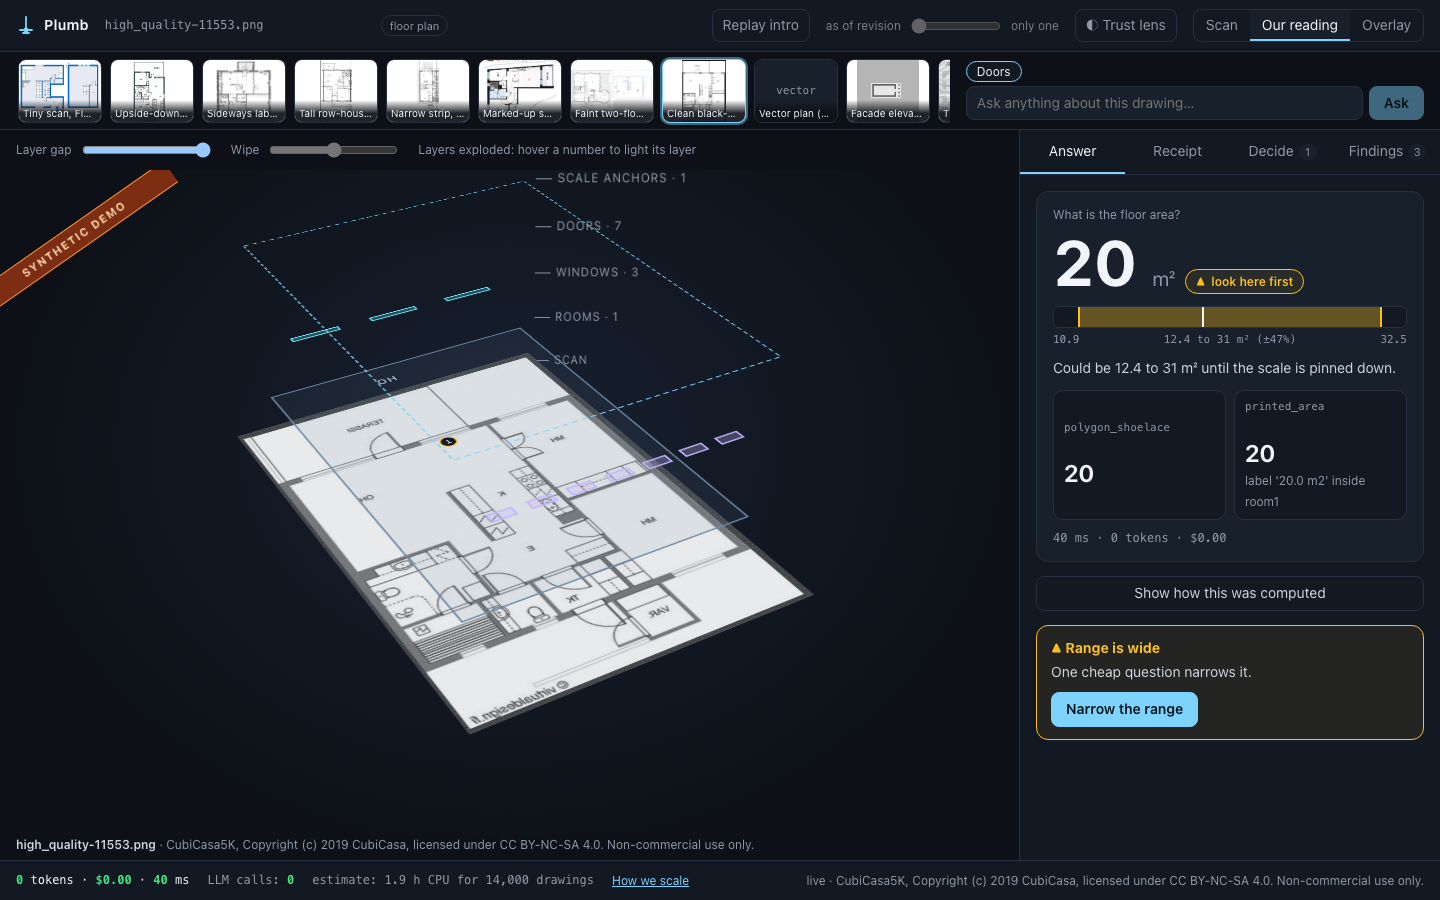 Plumb
high_quality-11553.png
floor plan
Replay intro
as of revision
only one
Trust lens
Scan
Our reading
Overlay
Tiny scan, Fl...
Upside-down...
Sideways lab...
Tall row-hous...
Narrow strip, ...
Marked-up s...
Faint two-flo...
Clean black-...
vector
Vector plan (...
Facade eleva...
T
Doors
Ask anything about this drawing...
Ask
Layer gap
Wipe
Layers exploded: hover a number to light its layer
SYNTHETIC DEMO
SCALE ANCHORS · 1
DOORS · 7
WINDOWS · 3
ROOMS · 1
SCAN
OH
TERASSI
HM
OH
K
HM
E
TK
VAR
virtualdesign.fi
Answer
Receipt
Decide 1
Findings 3
What is the floor area?
20 m²
look here first
10.9
12.4 to 31 m² (±47%)
32.5
Could be 12.4 to 31 m² until the scale is pinned down.
polygon_shoelace
20
printed_area
20
label '20.0 m2' inside
room1
40 ms · 0 tokens · $0.00
Show how this was computed
Range is wide
One cheap question narrows it.
Narrow the range
high_quality-11553.png · CubiCasa5K, Copyright (c) 2019 CubiCasa, licensed under CC BY-NC-SA 4.0. Non-commercial use only.
0 tokens · $0.00 · 40 ms
LLM calls: 0
estimate: 1.9 h CPU for 14,000 drawings
How we scale
live · CubiCasa5K, Copyright (c) 2019 CubiCasa, licensed under CC BY-NC-SA 4.0. Non-commercial use only.